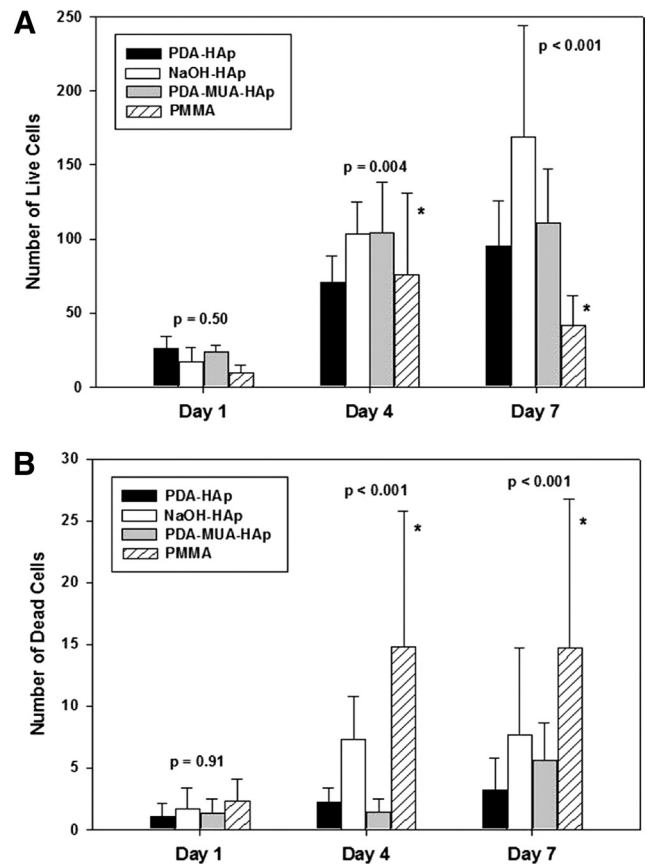 A
250
200
150
100
50
0
Number of Live Cells
PDA-HAp
NaOH-HAp
PDA-MUA-HAp
PMMA
p = 0.50
p = 0.004
*
p < 0.001
*
Day 1
Day 4
Day 7
B
30
25
20
15
10
5
0
Number of Dead Cells
PDA-HAp
NaOH-HAp
PDA-MUA-HAp
PMMA
p = 0.91
p < 0.001
*
p < 0.001
*
Day 1
Day 4
Day 7